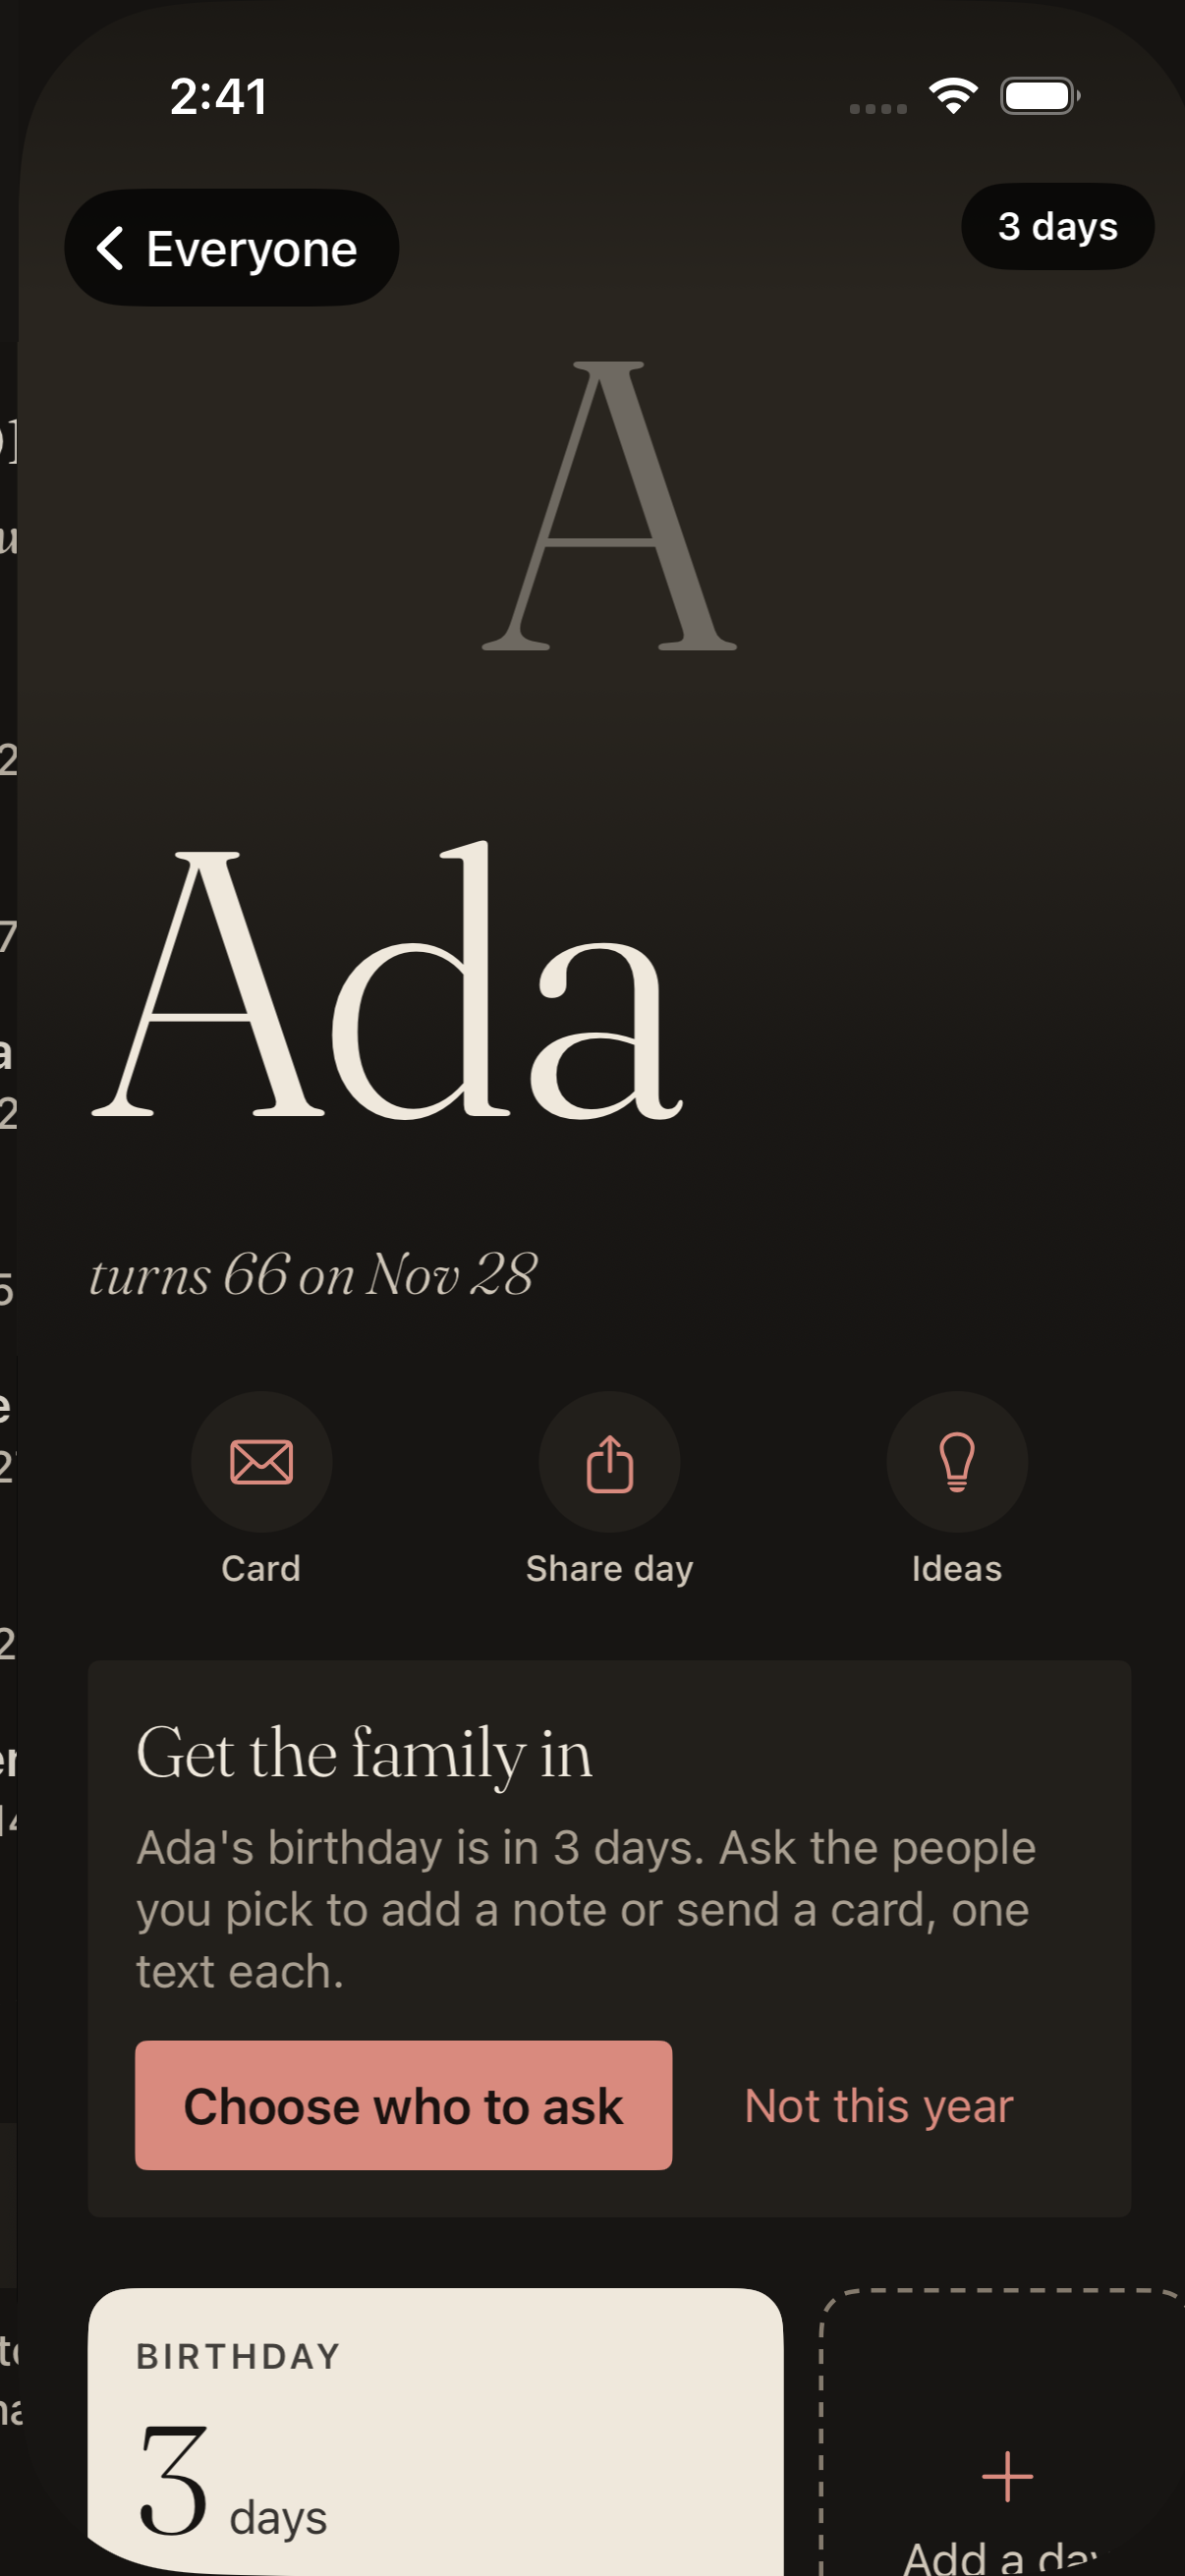 2:41
Everyone
3 days
A
Ada
turns 66 on Nov 28
Card
Share day
Ideas
Get the family in
Ada's birthday is in 3 days. Ask the people
you pick to add a note or send a card, one
text each.
Choose who to ask
Not this year
BIRTHDAY
3 days
Add a day